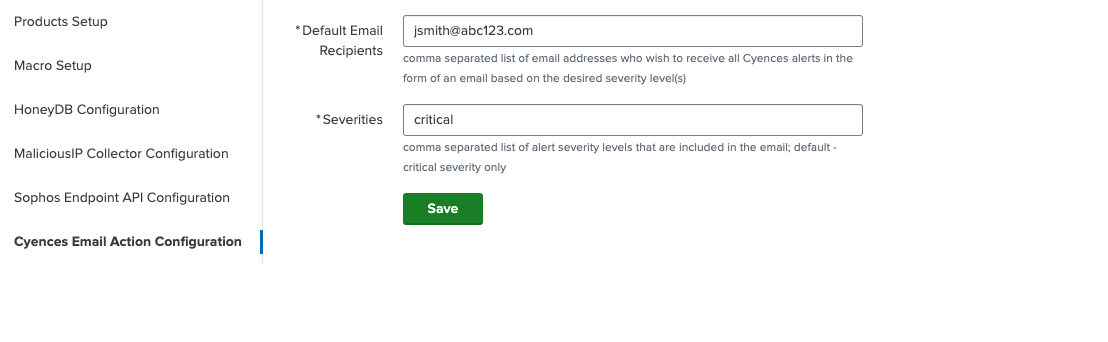 Products Setup
Macro Setup
HoneyDB Configuration
MaliciousIP Collector Configuration
Sophos Endpoint API Configuration
Cyences Email Action Configuration
*Default Email
Recipients
jsmith@abc123.com
comma separated list of email addresses who wish to receive all Cyences alerts in the
form of an email based on the desired severity level(s)
*Severities
critical
comma separated list of alert severity levels that are included in the email; default -
critical severity only
Save